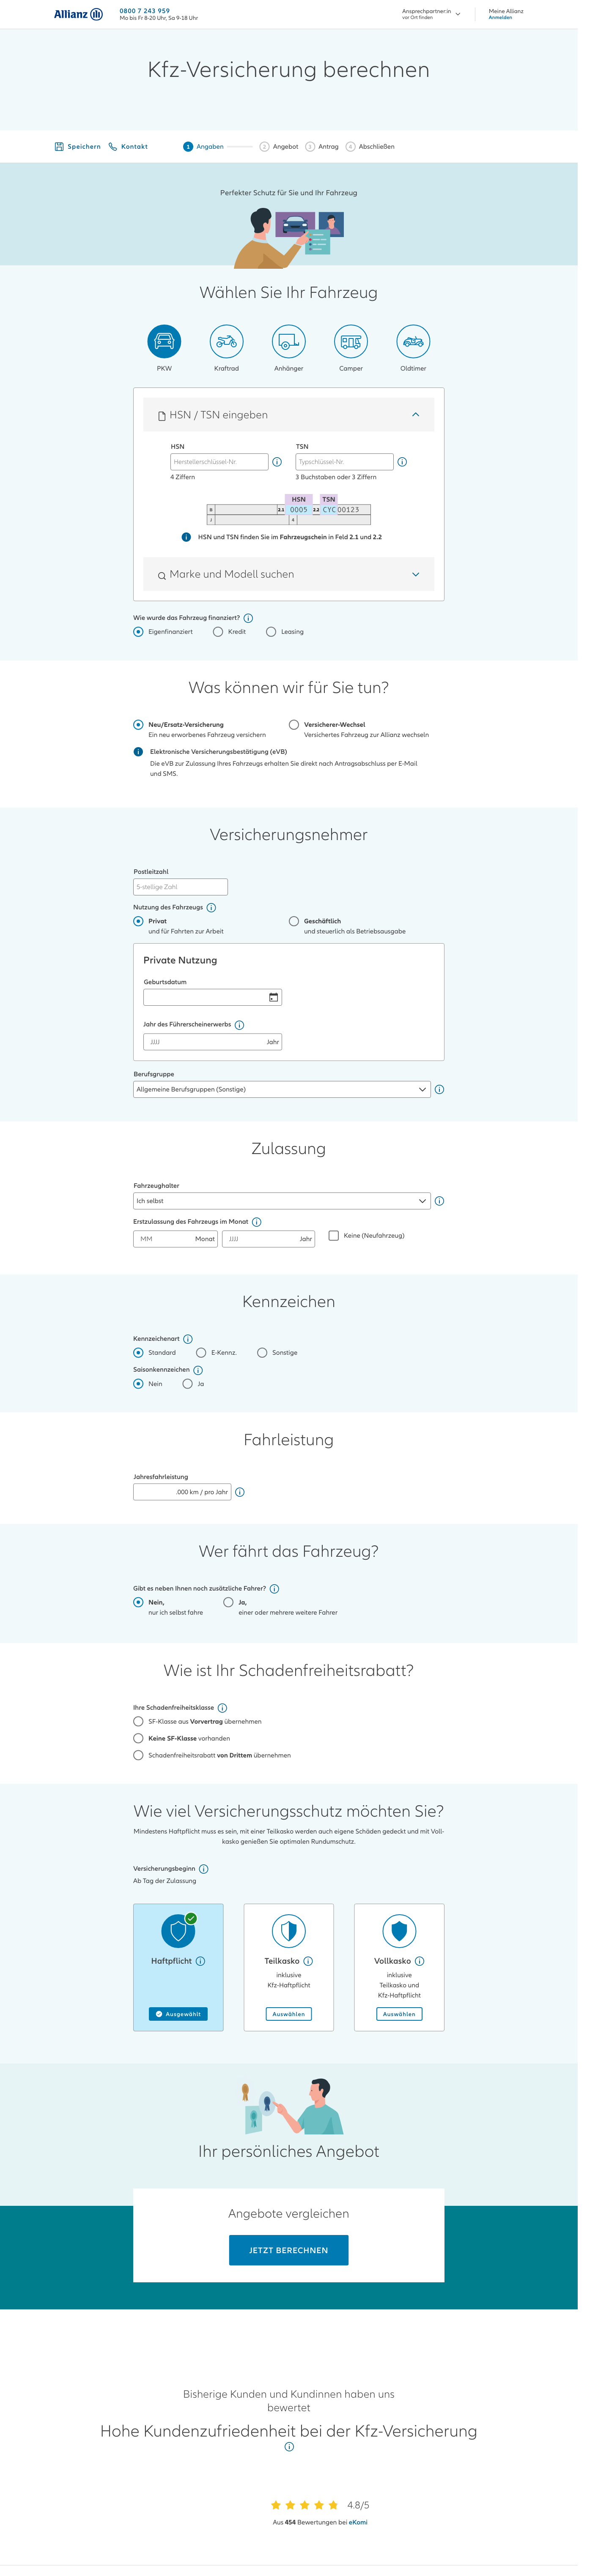 Allianz
0800 7 243 959
Mo bis Fr 8-20 Uhr, Sa 9-18 Uhr
Ansprechpartner:in
vor Ort finden
Meine Allianz
Anmelden
Kfz-Versicherung berechnen
Speichern
Kontakt
1 Angaben
2 Angebot
3 Antrag
4 Abschließen
Perfekter Schutz für Sie und Ihr Fahrzeug
Wählen Sie Ihr Fahrzeug
PKW
Kraftrad
Anhänger
Camper
Oldtimer
HSN / TSN eingeben
HSN
TSN
Herstellerschlüssel-Nr.
Typschlüssel-Nr.
4 Ziffern
3 Buchstaben oder 3 Ziffern
HSN TSN
B 2.1 0005 2.2 CYC00123
J 4
HSN und TSN finden Sie im Fahrzeugschein in Feld 2.1 und 2.2
Marke und Modell suchen
Wie wurde das Fahrzeug finanziert?
Eigenfinanziert
Kredit
Leasing
Was können wir für Sie tun?
Neu/Ersatz-Versicherung
Ein neu erworbenes Fahrzeug versichern
Versicherer-Wechsel
Versichertes Fahrzeug zur Allianz wechseln
Elektronische Versicherungsbestätigung (eVB)
Die eVB zur Zulassung Ihres Fahrzeugs erhalten Sie direkt nach Antragsabschluss per E-Mail
und SMS.
Versicherungsnehmer
Postleitzahl
5-stellige Zahl
Nutzung des Fahrzeugs
Privat
und für Fahrten zur Arbeit
Geschäftlich
und steuerlich als Betriebsausgabe
Private Nutzung
Geburtsdatum
Jahr des Führerscheinerwerbs
JJJJ Jahr
Berufsgruppe
Allgemeine Berufsgruppen (Sonstige)
Zulassung
Fahrzeughalter
Ich selbst
Erstzulassung des Fahrzeugs im Monat
MM Monat
JJJJ Jahr
Keine (Neufahrzeug)
Kennzeichen
Kennzeichenart
Standard
E-Kennz.
Sonstige
Saisonkennzeichen
Nein
Ja
Fahrleistung
Jahresfahrleistung
.000 km / pro Jahr
Wer fährt das Fahrzeug?
Gibt es neben Ihnen noch zusätzliche Fahrer?
Nein,
nur ich selbst fahre
Ja,
einer oder mehrere weitere Fahrer
Wie ist Ihr Schadenfreiheitsrabatt?
Ihre Schadenfreiheitsklasse
SF-Klasse aus Vorvertrag übernehmen
Keine SF-Klasse vorhanden
Schadenfreiheitsrabatt von Drittem übernehmen
Wie viel Versicherungsschutz möchten Sie?
Mindestens Haftpflicht muss es sein, mit einer Teilkasko werden auch eigene Schäden gedeckt und mit Voll-
kasko genießen Sie optimalen Rundumschutz.
Versicherungsbeginn
Ab Tag der Zulassung
Haftpflicht
Ausgewählt
Teilkasko
inklusive
Kfz-Haftpflicht
Auswählen
Vollkasko
inklusive
Teilkasko und
Kfz-Haftpflicht
Auswählen
Ihr persönliches Angebot
Angebote vergleichen
JETZT BERECHNEN
Bisherige Kunden und Kundinnen haben uns
bewertet
Hohe Kundenzufriedenheit bei der Kfz-Versicherung
4.8/5
Aus 454 Bewertungen bei eKomi